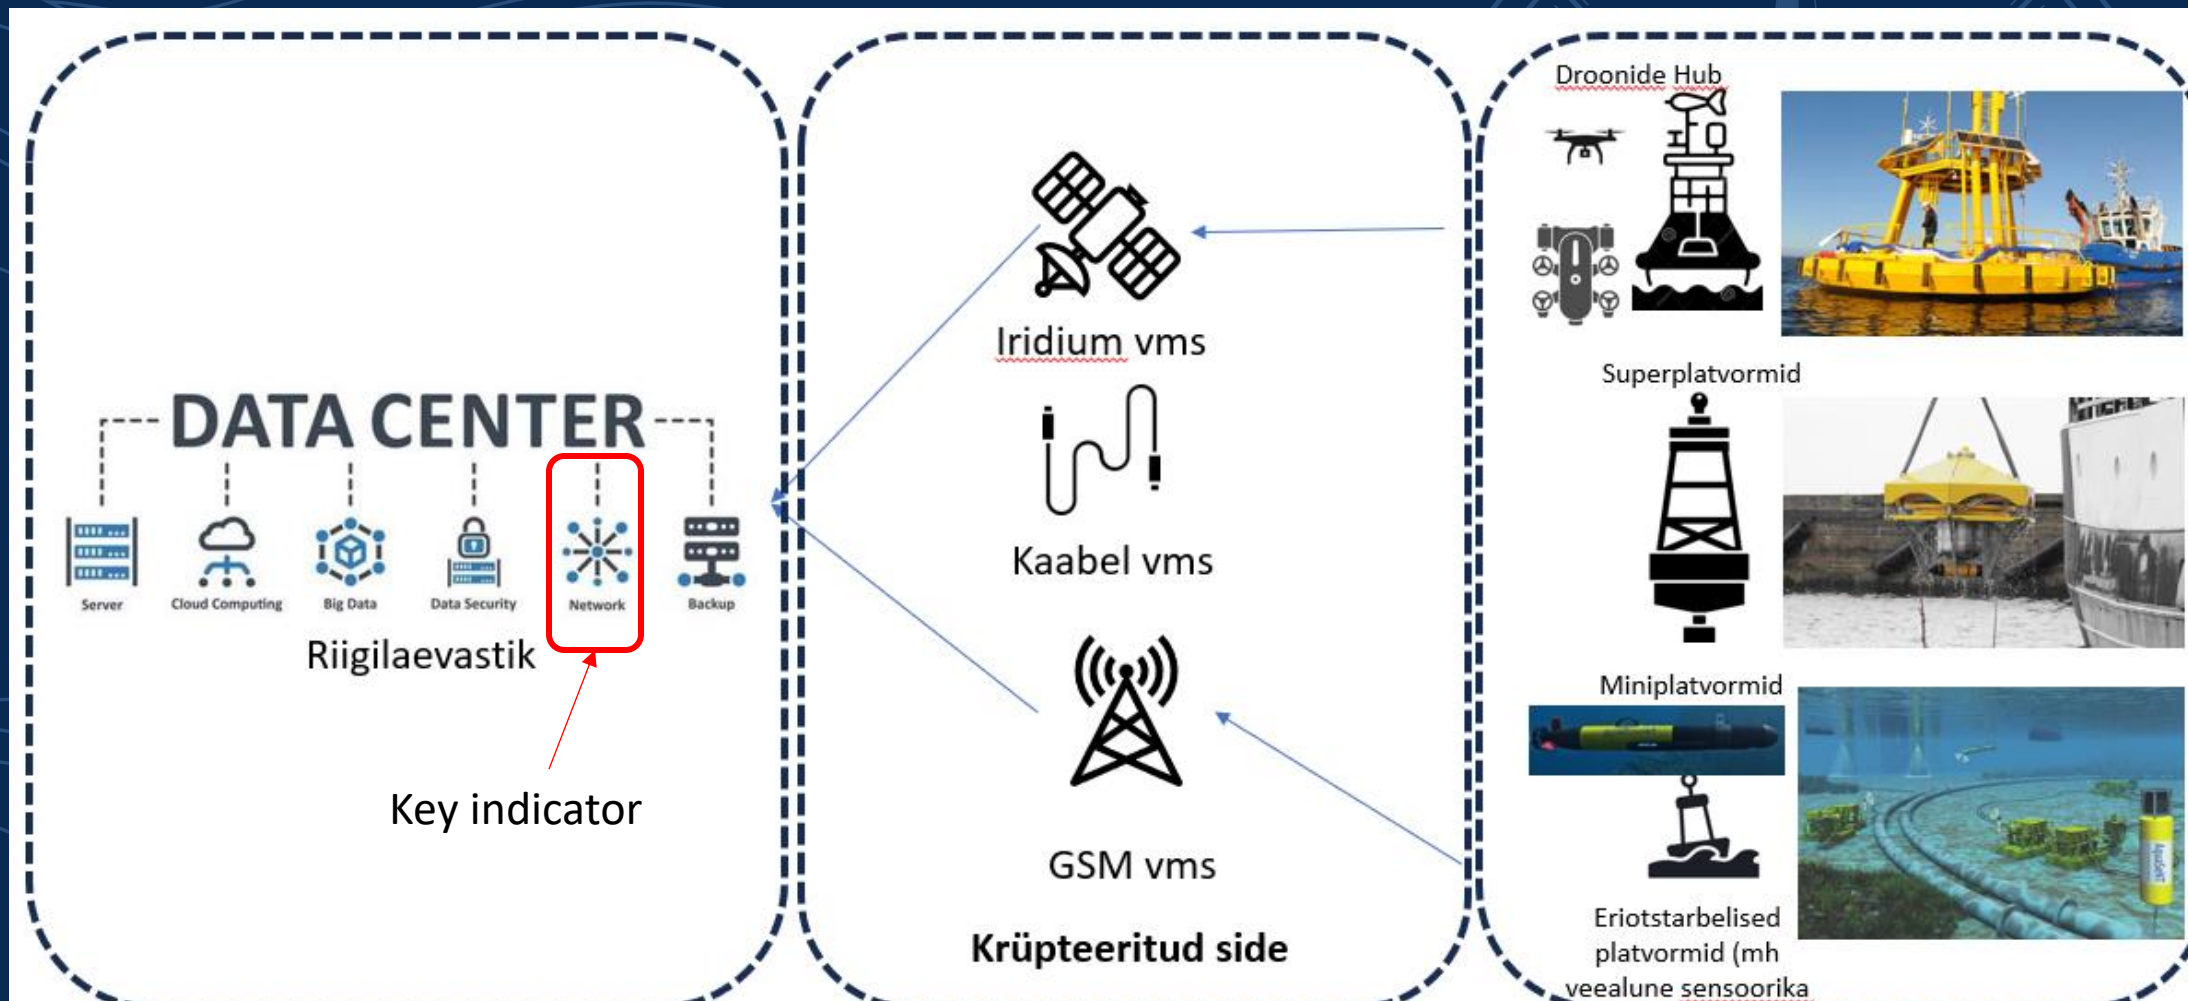 DATA CENTER
Server
Cloud Computing
Big Data
Data Security
Network
Backup
Riigilaevastik
Key indicator
Iridium vms
Kaabel vms
GSM vms
Krüpteeritud side
Droonide Hub
Superplatvormid
Miniplatvormid
Eriotstarbelised
platvormid (mh
veealune sensoorika